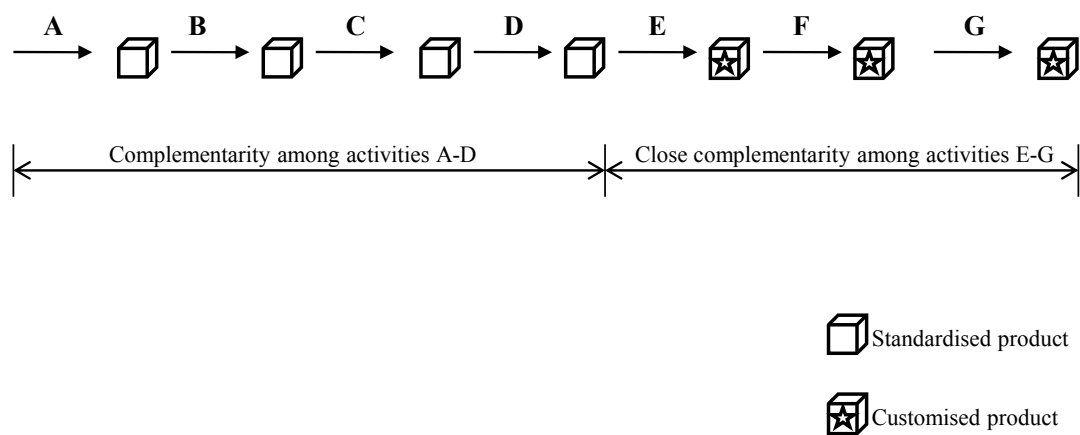 A B C D E F G
Complementarity among activities A-D
Close complementarity among activities E-G
Standardised product
Customised product